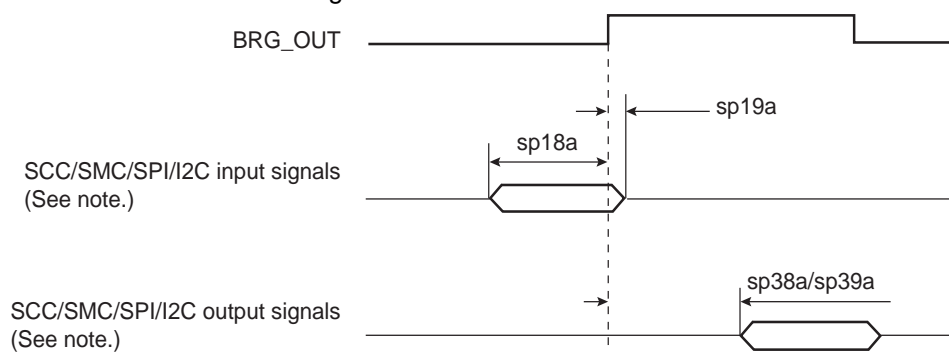 BRG_OUT
sp19a
sp18a
SCC/SMC/SPI/I2C input signals
(See note.)
sp38a/sp39a
SCC/SMC/SPI/I2C output signals
(See note.)